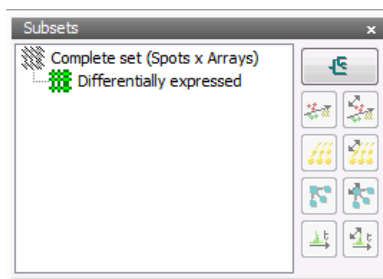 Subsets
Complete set (Spots x Arrays)
Differentially expressed